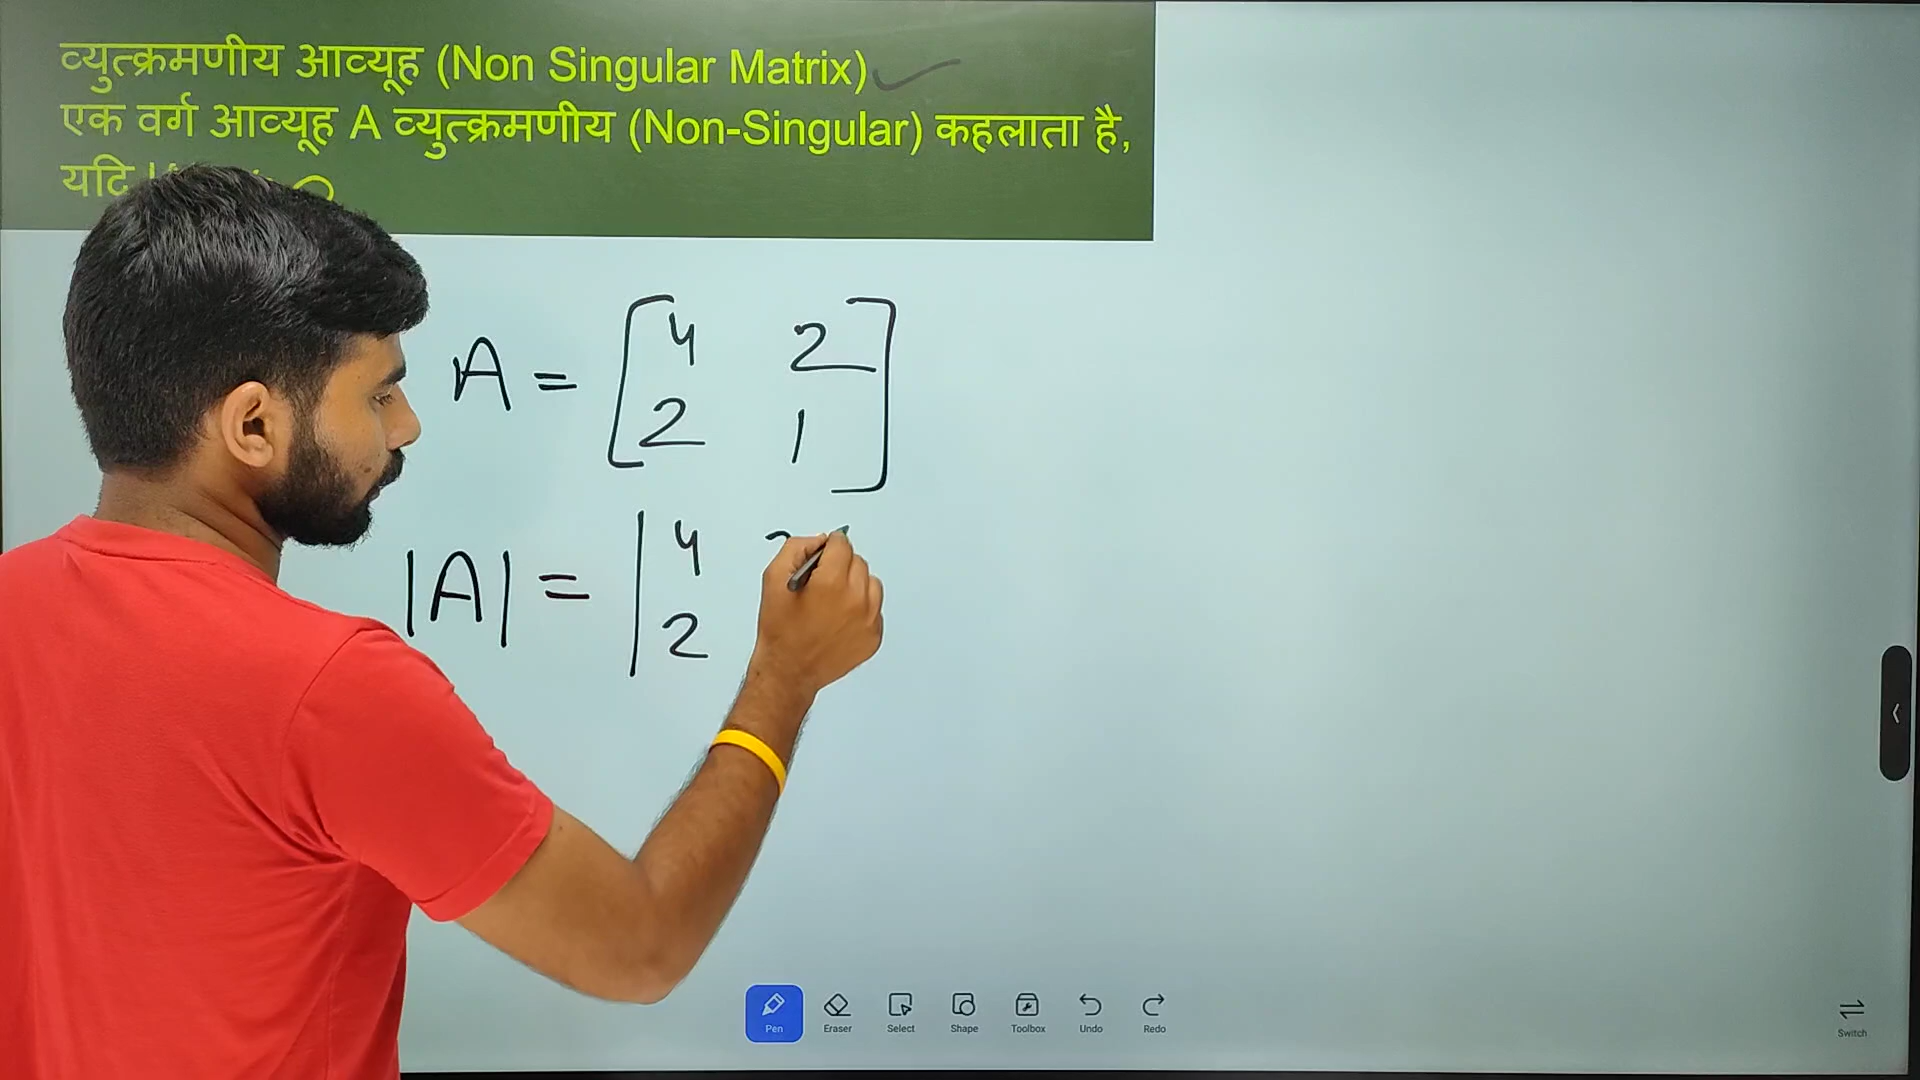 व्युत्क्रमणीय आव्यूह (Non Singular Matrix)
एक वर्ग आव्यूह A व्युत्क्रमणीय (Non-Singular) कहलाता है,
यदि
A = [ 4 2
2 1 ]
|A| = | 4
2
Pen
Eraser
Select
Shape
Toolbox
Undo
Redo
Switch